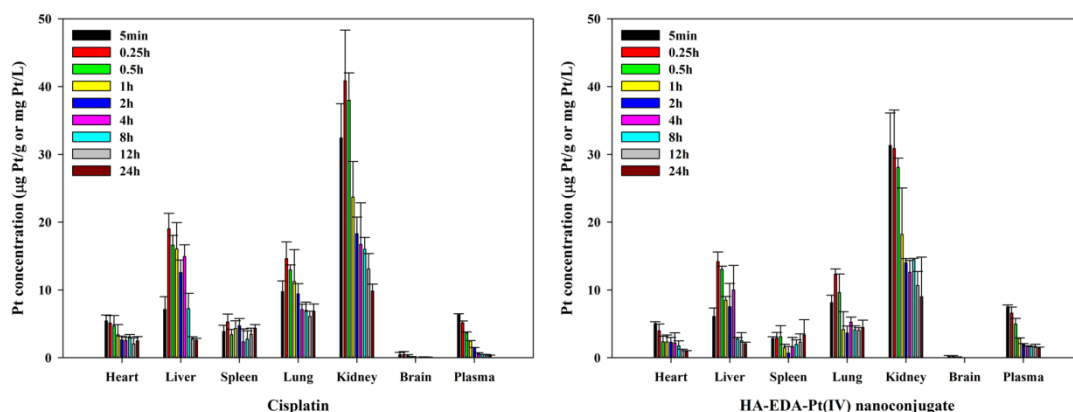 50
40
30
20
10
0
Pt concentration (µg Pt/g or mg Pt/L)
5min
0.25h
0.5h
1h
2h
4h
8h
12h
24h
Heart Liver Spleen Lung Kidney Brain Plasma
Cisplatin
50
40
30
20
10
0
Pt concentration (µg Pt/g or mg Pt/L)
5min
0.25h
0.5h
1h
2h
4h
8h
12h
24h
Heart Liver Spleen Lung Kidney Brain Plasma
HA-EDA-Pt(IV) nanoconjugate